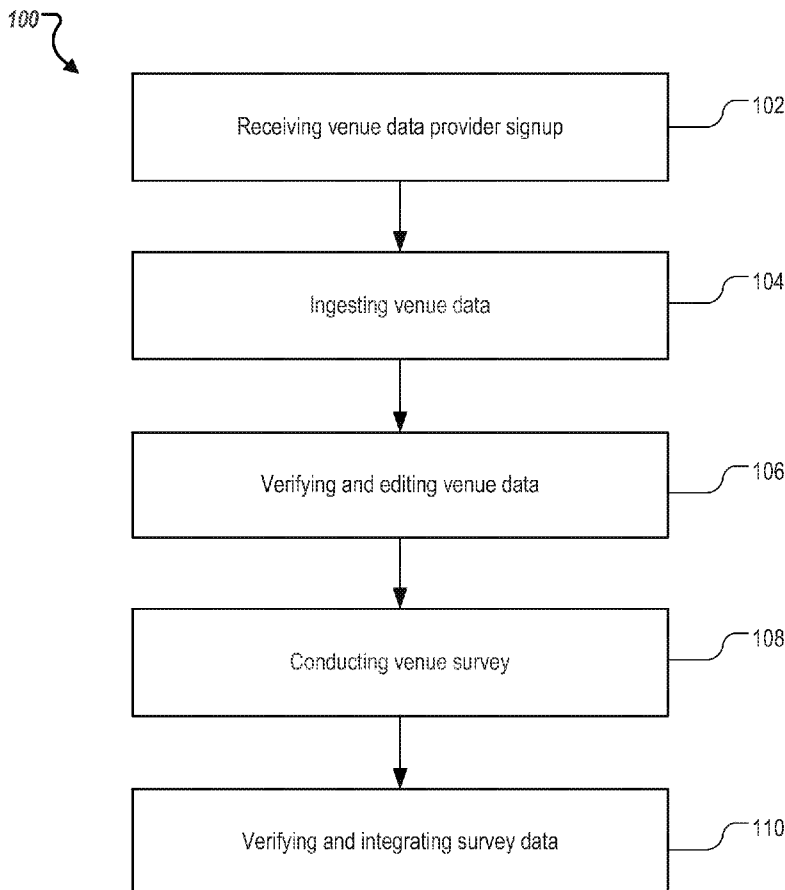 100
Receiving venue data provider signup
102
Ingesting venue data
104
Verifying and editing venue data
106
Conducting venue survey
108
Verifying and integrating survey data
110